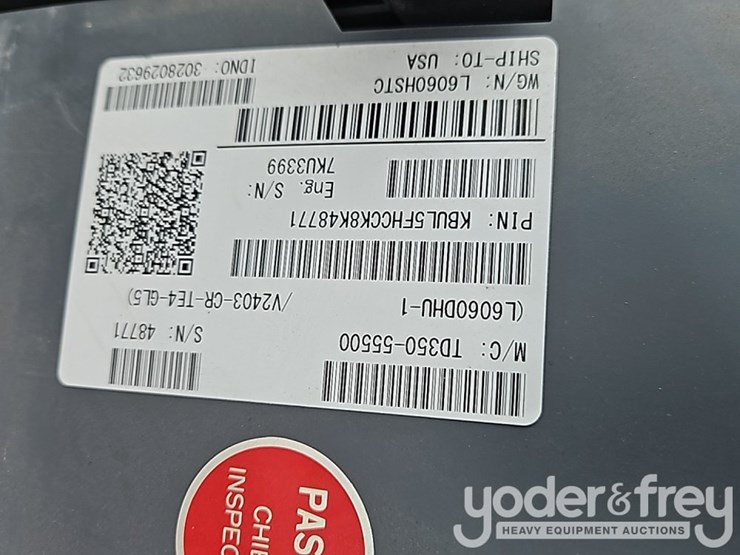 M/C: TD350-55500
S/N: 48771
(L6060DHU-1
/V2403-CR-TE4-GL5)
PIN: KBUL5FHCCK8K48771
Eng. S/N:
7KU3399
WG/N: L6060HSTC
SHIP-TO: USA
IDNO: 3028029632
PAS
CHIE
INSPEC
yoder&frey
HEAVY EQUIPMENT AUCTIONS